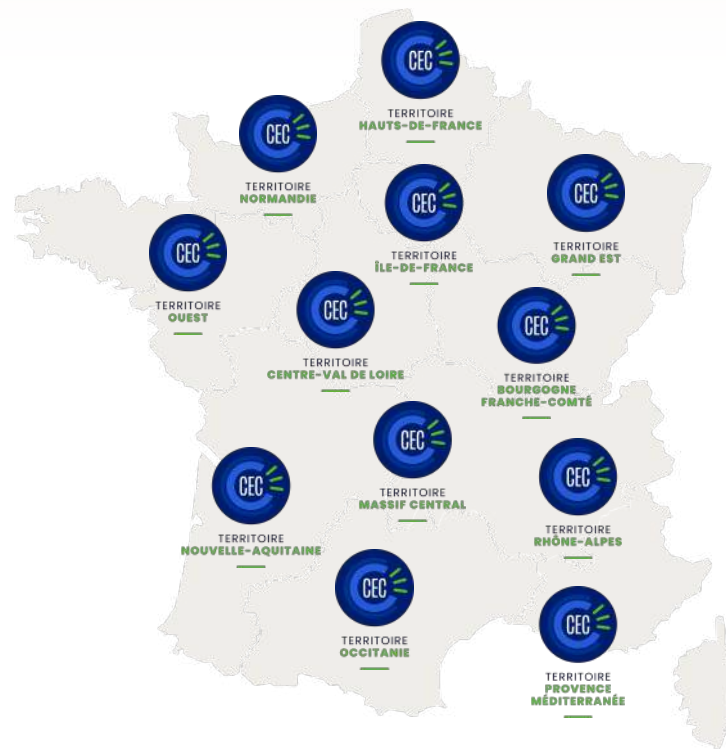 CEC
TERRITOIRE
HAUTS-DE-FRANCE
CEC
TERRITOIRE
NORMANDIE
CEC
TERRITOIRE
ÎLE-DE-FRANCE
CEC
TERRITOIRE
GRAND EST
CEC
TERRITOIRE
OUEST
CEC
TERRITOIRE
CENTRE-VAL DE LOIRE
CEC
TERRITOIRE
BOURGOGNE
FRANCHE-COMTÉ
CEC
TERRITOIRE
MASSIF CENTRAL
CEC
TERRITOIRE
RHÔNE-ALPES
CEC
TERRITOIRE
NOUVELLE-AQUITAINE
CEC
TERRITOIRE
OCCITANIE
CEC
TERRITOIRE
PROVENCE
MÉDITERRANÉE